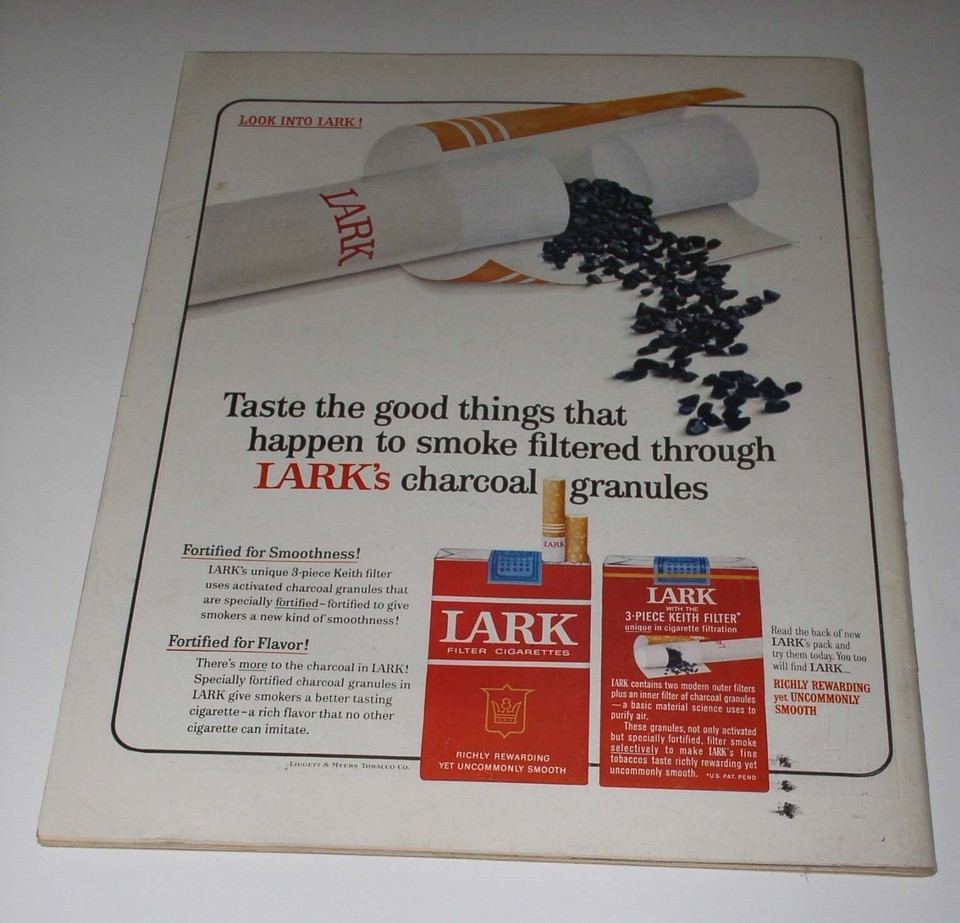 LOOK INTO LARK!
LARK
Taste the good things that
happen to smoke filtered through
LARK's charcoal granules
Fortified for Smoothness!
LARK's unique 3-piece Keith filter
uses activated charcoal granules that
are specially fortified–fortified to give
smokers a new kind of smoothness!
Fortified for Flavor!
There's more to the charcoal in LARK!
Specially fortified charcoal granules in
LARK give smokers a better tasting
cigarette–a rich flavor that no other
cigarette can imitate.
LIGGETT & MYERS TOBACCO CO.
LARK
LARK
FILTER CIGARETTES
RICHLY REWARDING
YET UNCOMMONLY SMOOTH
LARK
WITH THE
3-PIECE KEITH FILTER*
unique in cigarette filtration
LARK contains two modern outer filters
plus an inner filter of charcoal granules
—a basic material science uses to
purify air.
These granules, not only activated
but specially fortified, filter smoke
selectively to make LARK's fine
tobaccos taste richly rewarding yet
uncommonly smooth. *U.S. PAT. PEND
Read the back of new
LARK's pack and
try them today. You too
will find LARK...
RICHLY REWARDING
yet UNCOMMONLY
SMOOTH